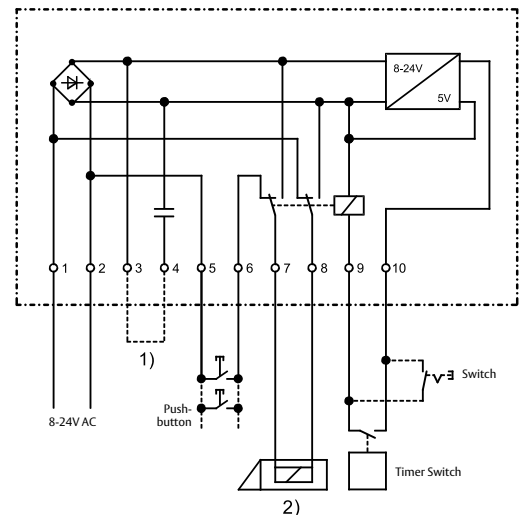 8-24V
5V
1
2
3
4
5
6
7
8
9
10
1)
Switch
Push-
button
8-24V AC
Timer Switch
2)